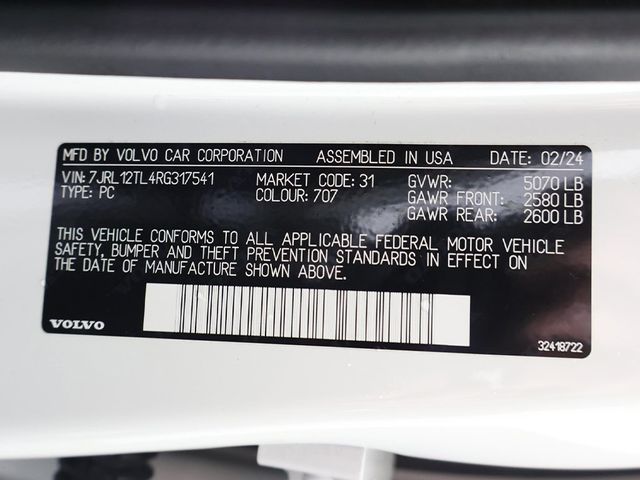 MFD BY VOLVO CAR CORPORATION ASSEMBLED IN USA DATE: 02/24
VIN: 7JRL12TL4RG317541 MARKET CODE: 31 GVWR: 5070 LB
TYPE: PC COLOUR: 707 GAWR FRONT: 2580 LB
GAWR REAR: 2600 LB
THIS VEHICLE CONFORMS TO ALL APPLICABLE FEDERAL MOTOR VEHICLE
SAFETY, BUMPER AND THEFT PREVENTION STANDARDS IN EFFECT ON
THE DATE OF MANUFACTURE SHOWN ABOVE.
VOLVO 32418722